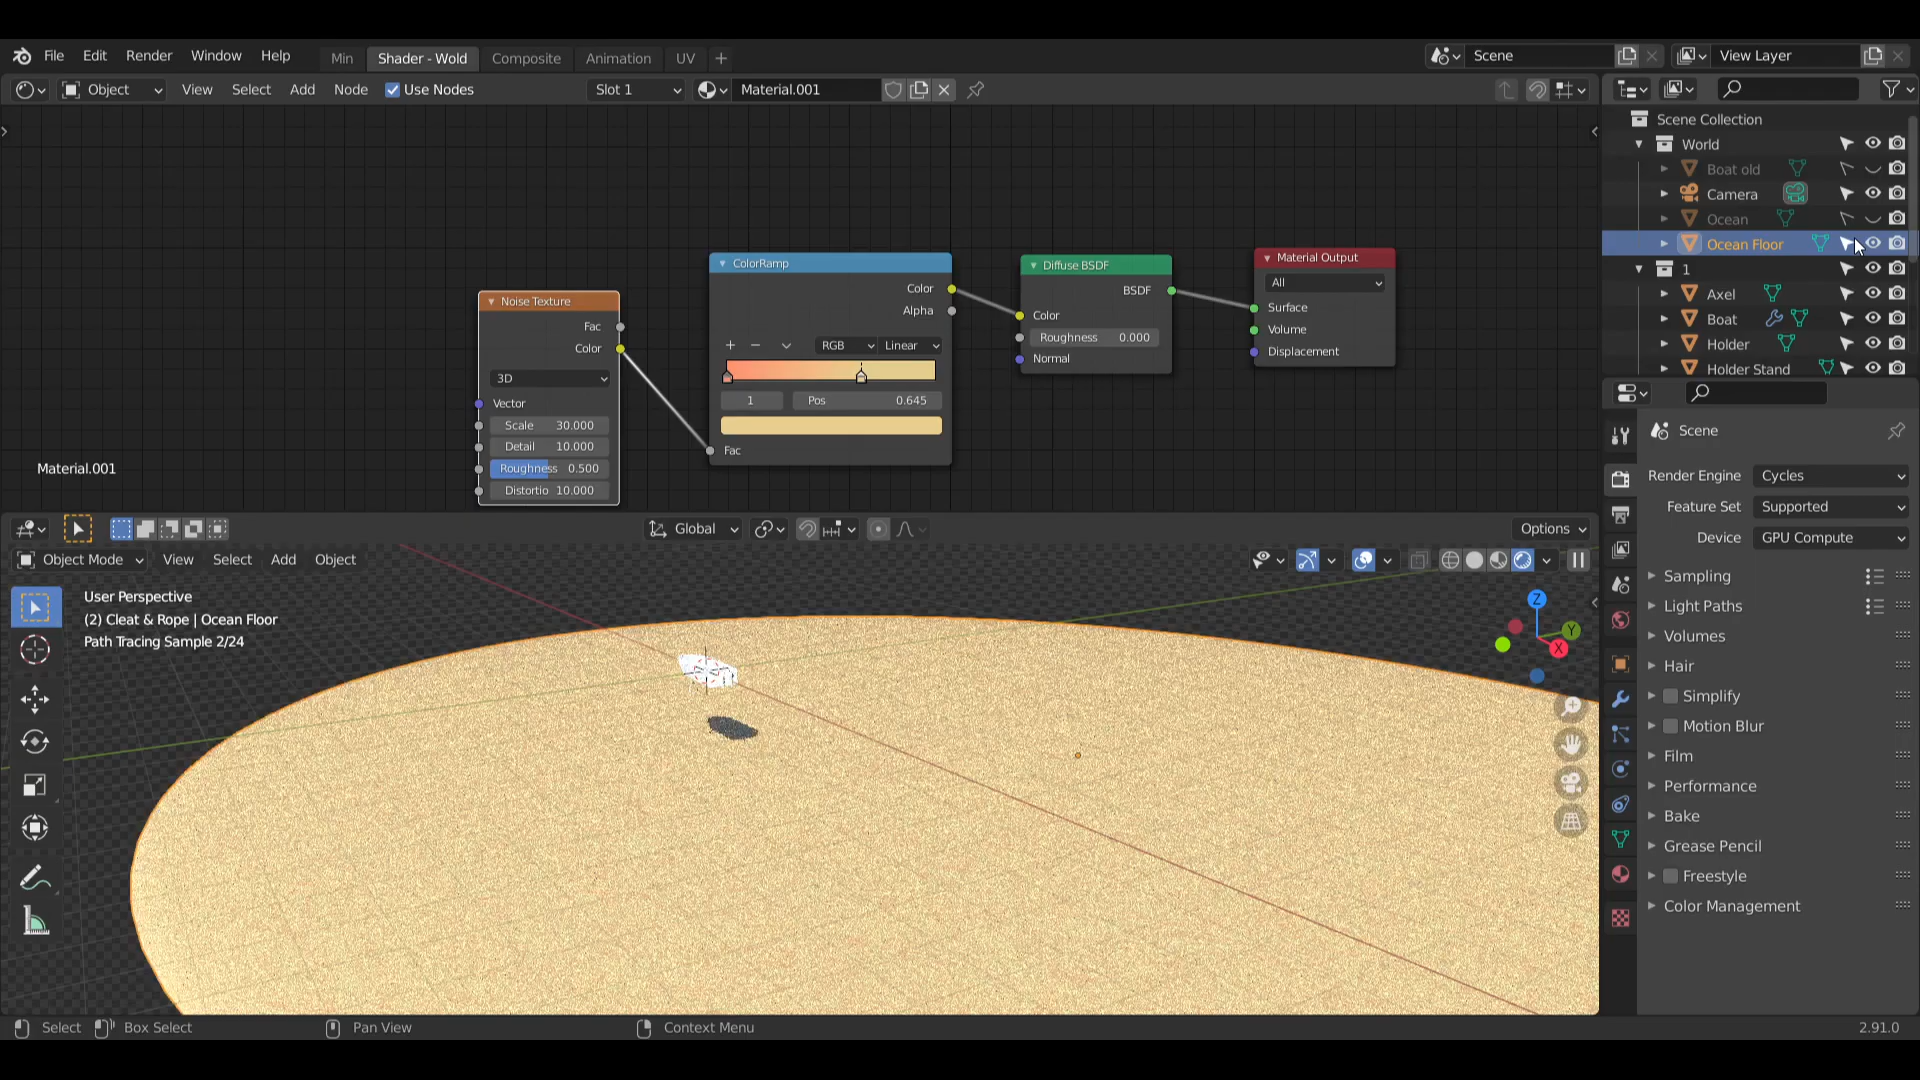 File Edit Render Window Help Min Shader - Wold Composite Animation UV + Scene View Layer
Object View Select Add Node Use Nodes Slot 1 Material.001
Scene Collection
World
Boat old
Camera
Ocean
Ocean Floor
1
Axel
Boat
Holder
Holder Stand
Noise Texture
Fac
Color
3D
Vector
Scale 30.000
Detail 10.000
Roughness 0.500
Distortio 10.000
ColorRamp
Color
Alpha
+ − RGB Linear
1 Pos 0.645
Fac
Diffuse BSDF
BSDF
Color
Roughness 0.000
Normal
Material Output
All
Surface
Volume
Displacement
Material.001
Global Options
Object Mode View Select Add Object
User Perspective
(2) Cleat & Rope | Ocean Floor
Path Tracing Sample 2/24
Z
Y
X
Scene
Render Engine Cycles
Feature Set Supported
Device GPU Compute
Sampling
Light Paths
Volumes
Hair
Simplify
Motion Blur
Film
Performance
Bake
Grease Pencil
Freestyle
Color Management
Select Box Select Pan View Context Menu 2.91.0